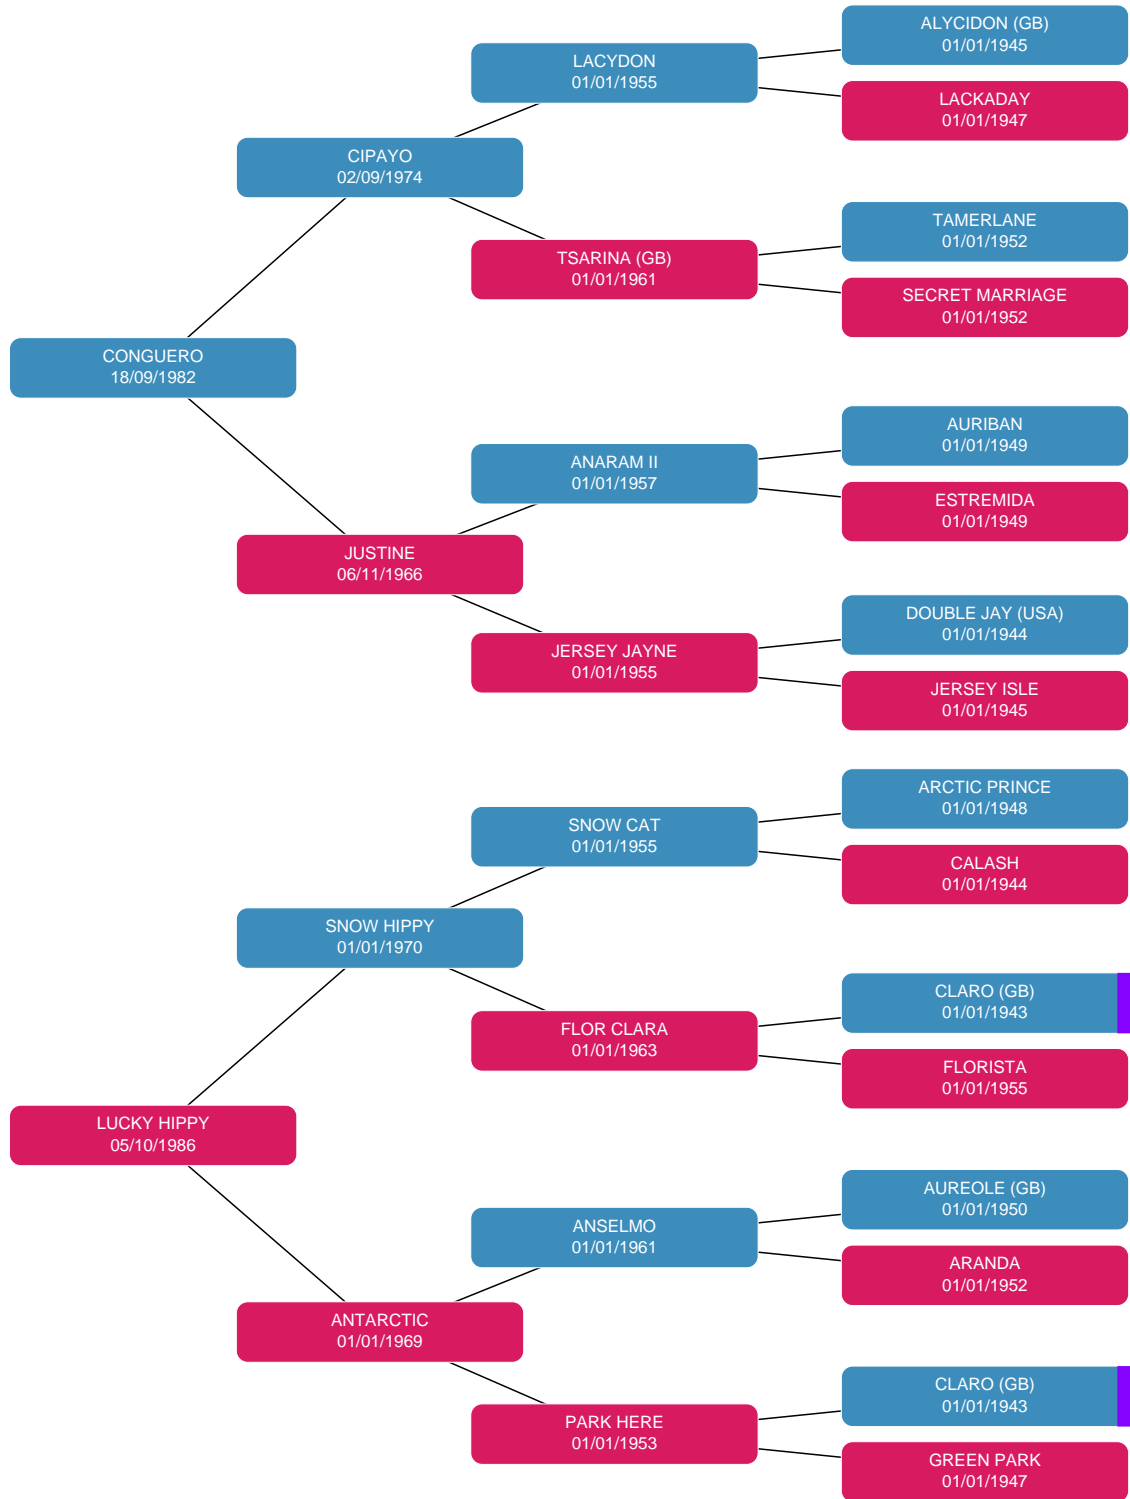 ALYCIDON (GB)
01/01/1945
LACYDON
01/01/1955
LACKADAY
01/01/1947
CIPAYO
02/09/1974
TAMERLANE
01/01/1952
TSARINA (GB)
01/01/1961
SECRET MARRIAGE
01/01/1952
CONGUERO
18/09/1982
AURIBAN
01/01/1949
ANARAM II
01/01/1957
ESTREMIDA
01/01/1949
JUSTINE
06/11/1966
DOUBLE JAY (USA)
01/01/1944
JERSEY JAYNE
01/01/1955
JERSEY ISLE
01/01/1945
ARCTIC PRINCE
01/01/1948
SNOW CAT
01/01/1955
CALASH
01/01/1944
SNOW HIPPY
01/01/1970
CLARO (GB)
01/01/1943
FLOR CLARA
01/01/1963
FLORISTA
01/01/1955
LUCKY HIPPY
05/10/1986
AUREOLE (GB)
01/01/1950
ANSELMO
01/01/1961
ARANDA
01/01/1952
ANTARCTIC
01/01/1969
CLARO (GB)
01/01/1943
PARK HERE
01/01/1953
GREEN PARK
01/01/1947